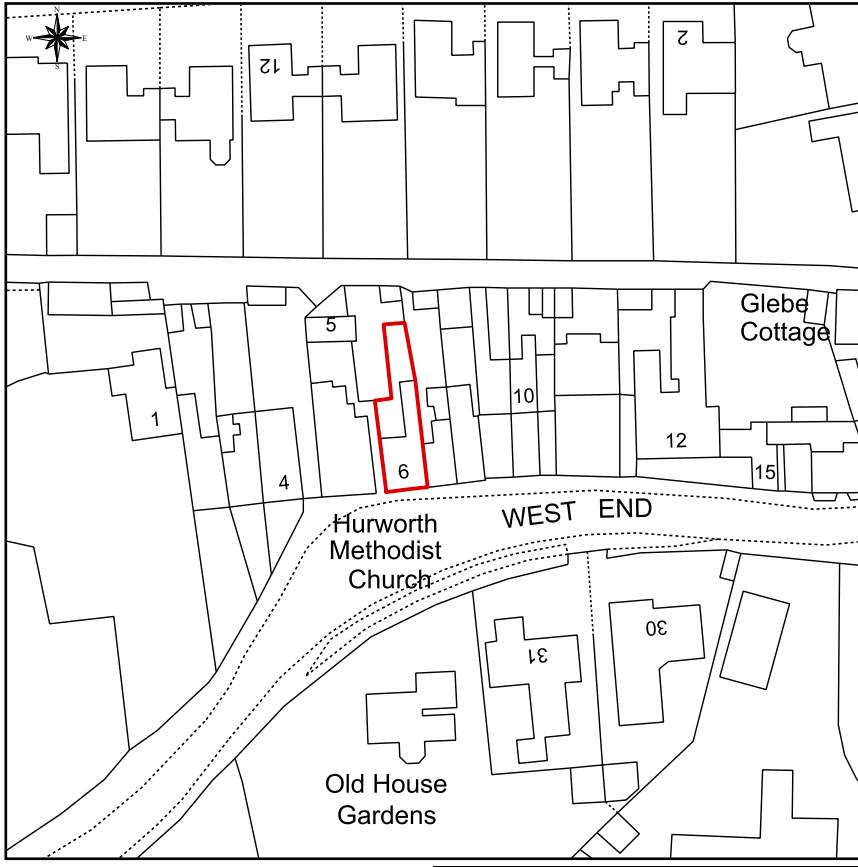 N
W E
S
12
2
5
Glebe
Cottage
1
10
12
4
6
15
Hurworth
Methodist
Church
WEST END
31
30
Old House
Gardens